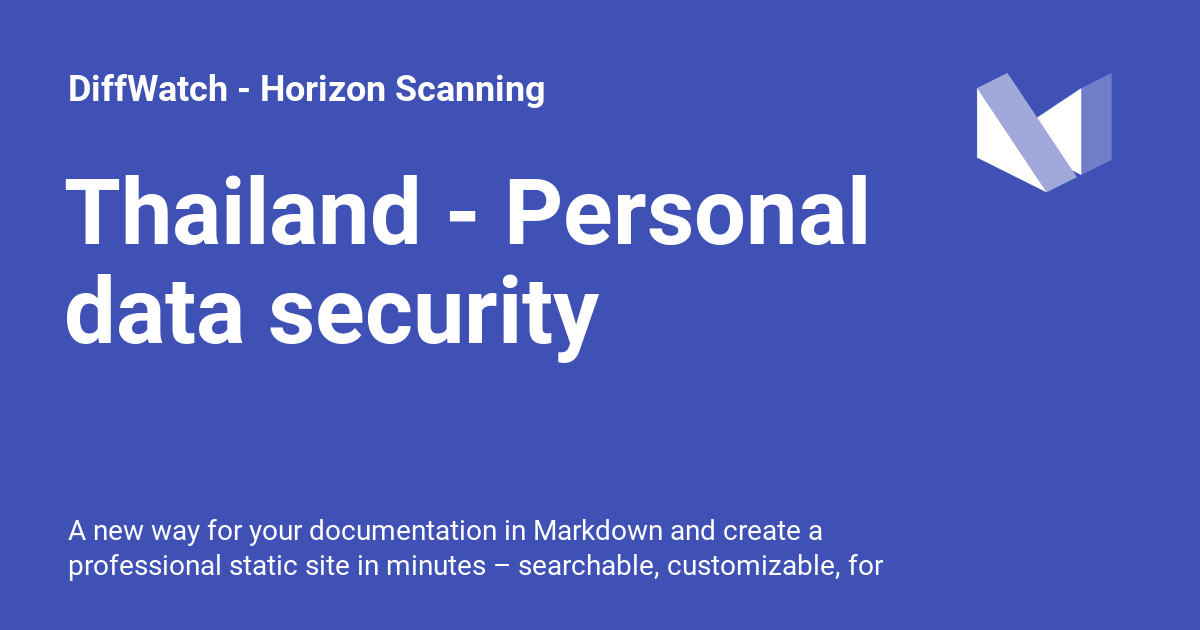 DiffWatch - Horizon Scanning
Thailand - Personal
data security
A new way for your documentation in Markdown and create a
professional static site in minutes – searchable, customizable, for